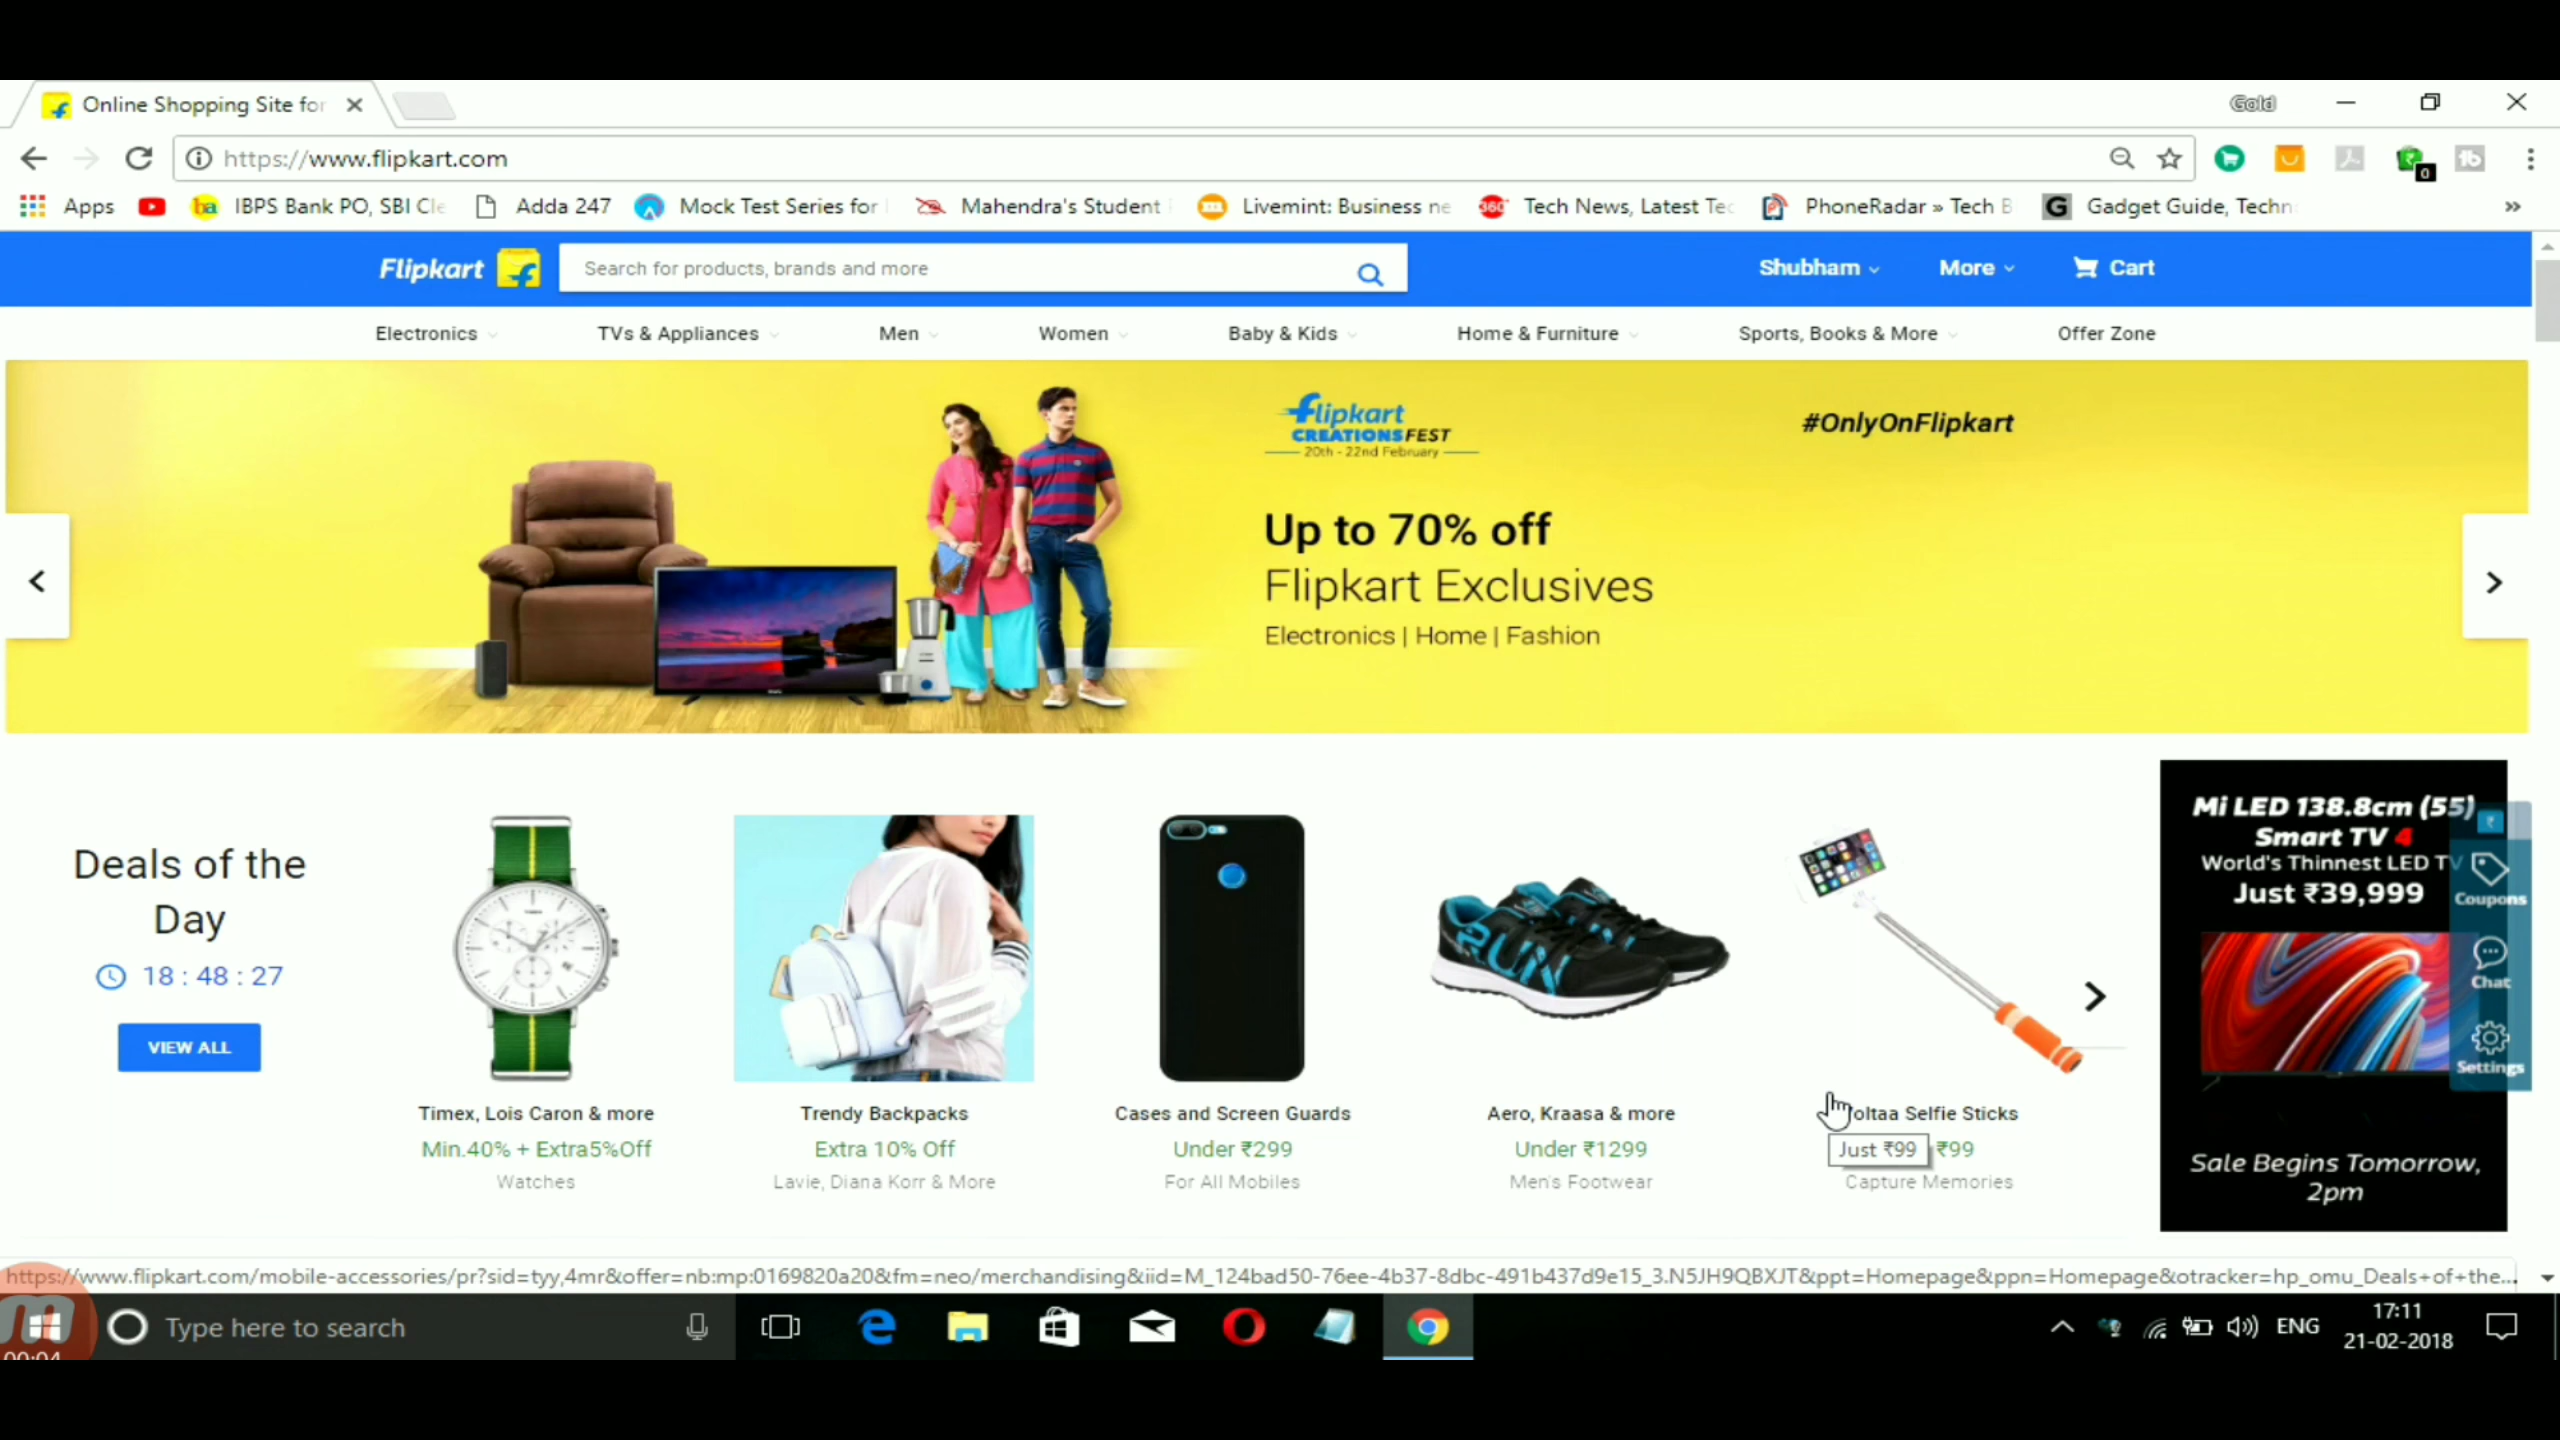 Online Shopping Site for
Gold
https://www.flipkart.com
0
Apps
ba IBPS Bank PO, SBI Cle
Adda 247
Mock Test Series for
Mahendra's Student
Livemint: Business ne
360 Tech News, Latest Tec
PhoneRadar » Tech B
G Gadget Guide, Techn
»
Flipkart
Search for products, brands and more
Shubham
More
Cart
Electronics
TVs & Appliances
Men
Women
Baby & Kids
Home & Furniture
Sports, Books & More
Offer Zone
flipkart
CREATIONS FEST
20th - 22nd February
#OnlyOnFlipkart
Up to 70% off
Flipkart Exclusives
Electronics | Home | Fashion
Deals of the
Day
18 : 48 : 27
VIEW ALL
RUN
Timex, Lois Caron & more
Min.40% + Extra5%Off
Watches
Trendy Backpacks
Extra 10% Off
Lavie, Diana Korr & More
Cases and Screen Guards
Under ₹299
For All Mobiles
Aero, Kraasa & more
Under ₹1299
Men's Footwear
oltaa Selfie Sticks
Just ₹99
₹99
Capture Memories
Mi LED 138.8cm (55)
Smart TV 4
World's Thinnest LED TV
Just ₹39,999
Sale Begins Tomorrow,
2pm
₹
Coupons
Chat
Settings
https://www.flipkart.com/mobile-accessories/pr?sid=tyy,4mr&offer=nb:mp:0169820a20&fm=neo/merchandising&iid=M_124bad50-76ee-4b37-8dbc-491b437d9e15_3.N5JH9QBXJT&ppt=Homepage&ppn=Homepage&otracker=hp_omu_Deals+of+the...
00:04
Type here to search
ENG
17:11
21-02-2018